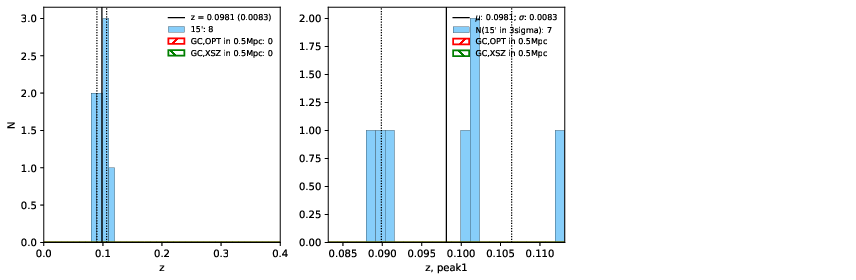 z = 0.0981 (0.0083)
15': 8
GC,OPT in 0.5Mpc: 0
GC,XSZ in 0.5Mpc: 0
3.0
2.5
2.0
1.5
1.0
0.5
0.0
N
0.0 0.1 0.2 0.3 0.4
z
μ: 0.0981; σ: 0.0083
N(15' in 3sigma): 7
GC,OPT in 0.5Mpc
GC,XSZ in 0.5Mpc
2.00
1.75
1.50
1.25
1.00
0.75
0.50
0.25
0.00
0.085 0.090 0.095 0.100 0.105 0.110
z, peak1